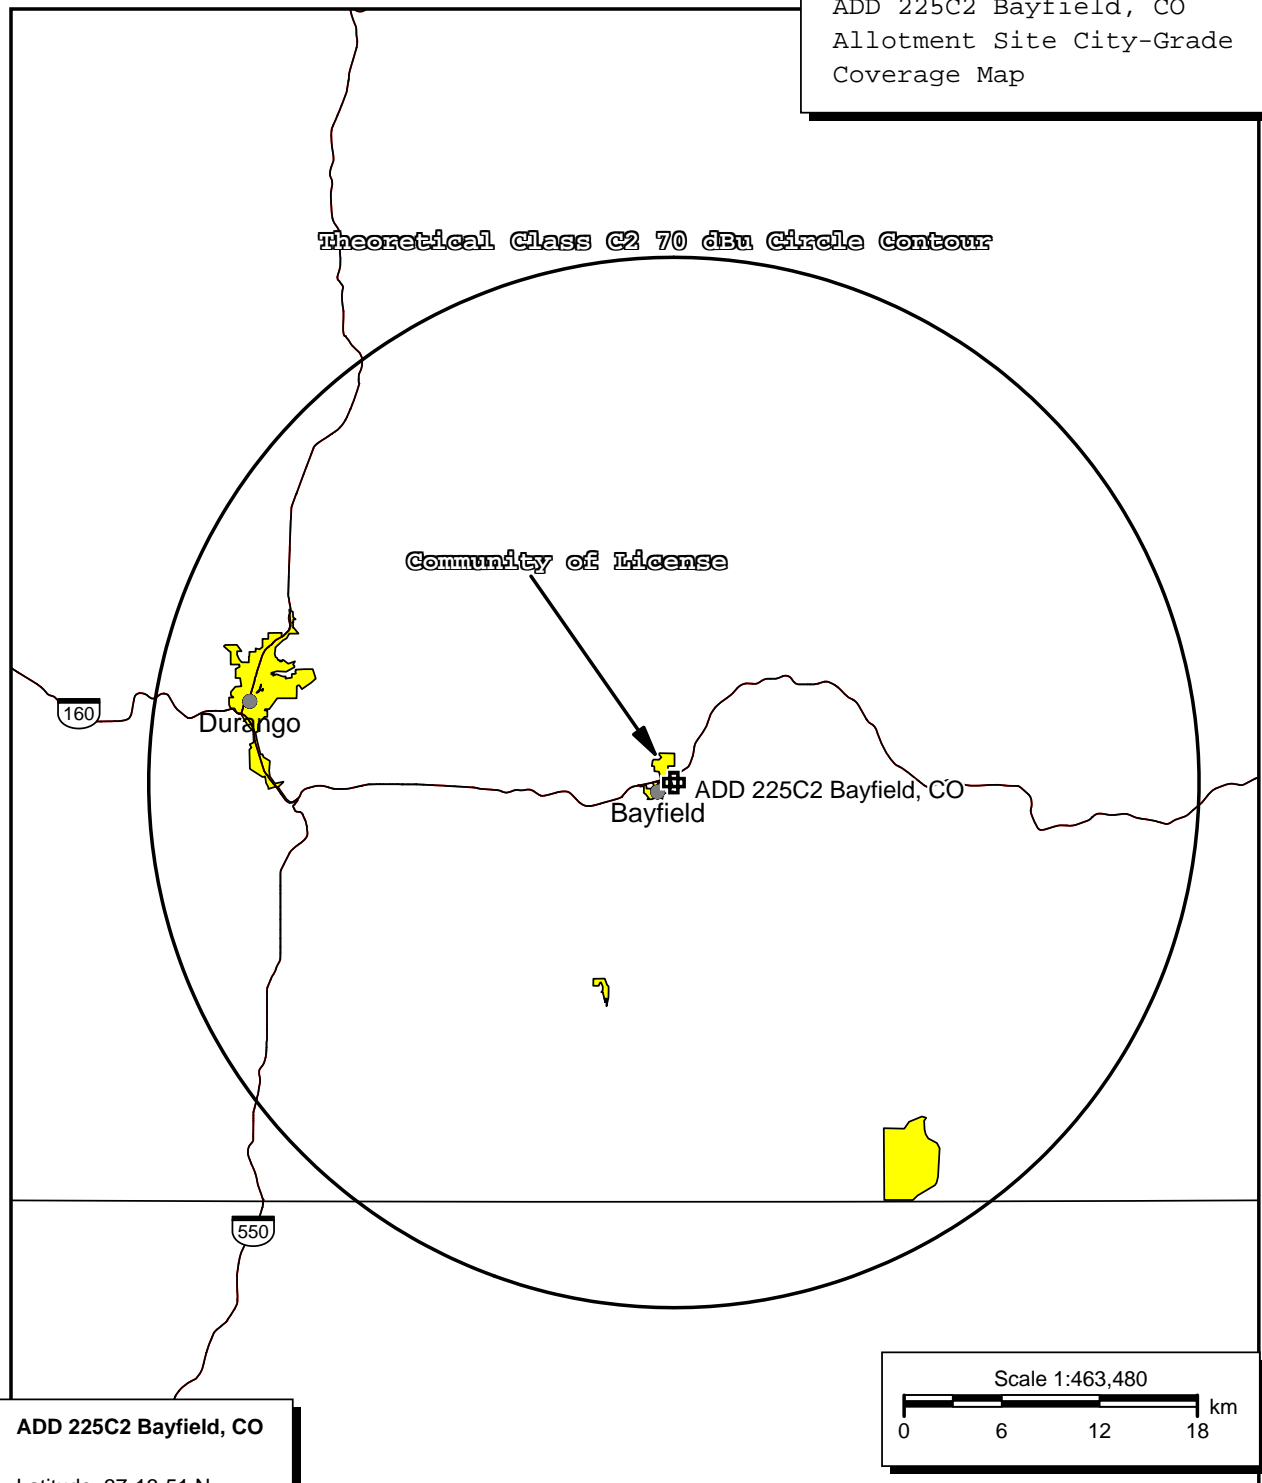 ADD 225C2 Bayfield, CO
Allotment Site City-Grade
Coverage Map
Theoretical Class C2 70 dBu Circle Contour
Community of License
160
Durango
ADD 225C2 Bayfield, CO
Bayfield
550
Scale 1:463,480
km
0 6 12 18
ADD 225C2 Bayfield, CO